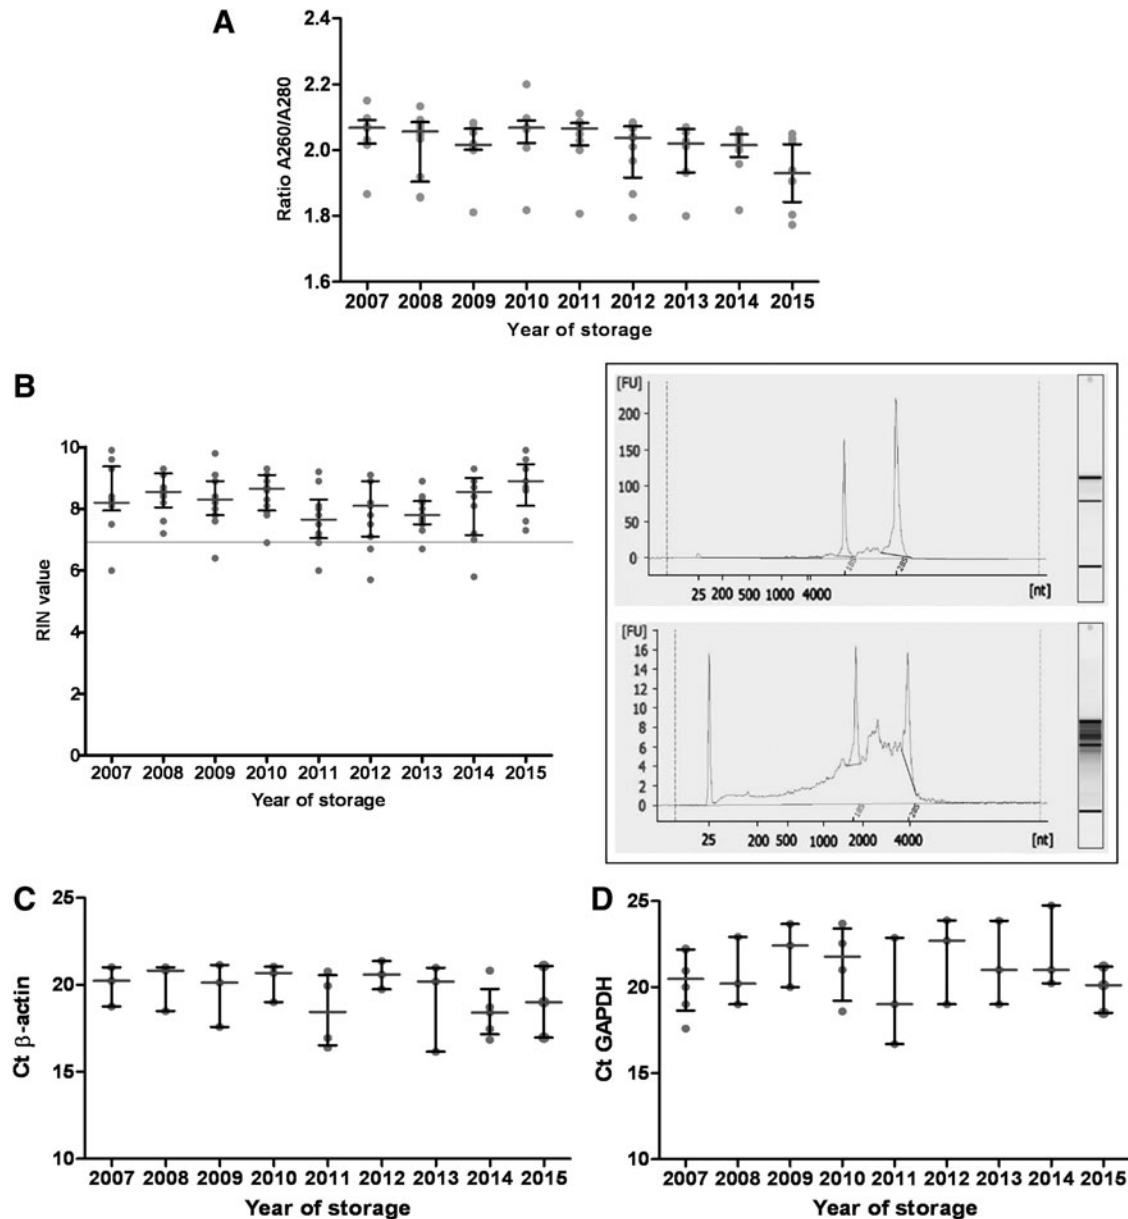 A
2.4
2.2
2.0
1.8
1.6
Ratio A260/A280
2007 2008 2009 2010 2011 2012 2013 2014 2015
Year of storage
B
10
8
6
4
2
0
RIN value
2007 2008 2009 2010 2011 2012 2013 2014 2015
Year of storage
[FU]
200
150
100
50
0
18S
28S
25 200 500 1000 4000 [nt]
[FU]
16
14
12
10
8
6
4
2
0
18S
28S
25 200 500 1000 2000 4000 [nt]
C
25
20
15
10
Ct β-actin
2007 2008 2009 2010 2011 2012 2013 2014 2015
Year of storage
D
25
20
15
10
Ct GAPDH
2007 2008 2009 2010 2011 2012 2013 2014 2015
Year of storage